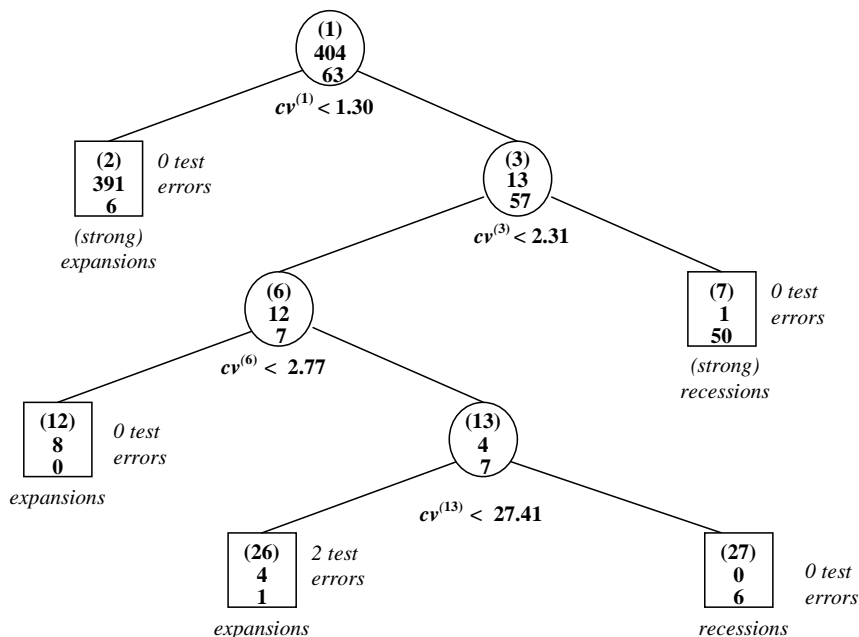 (1)
404
63
cv(1) < 1.30
(2)
391
6
0 test
errors
(strong)
expansions
(3)
13
57
cv(3) < 2.31
(6)
12
7
cv(6) < 2.77
(7)
1
50
0 test
errors
(strong)
recessions
(12)
8
0
0 test
errors
expansions
(13)
4
7
cv(13) < 27.41
(26)
4
1
2 test
errors
expansions
(27)
0
6
0 test
errors
recessions